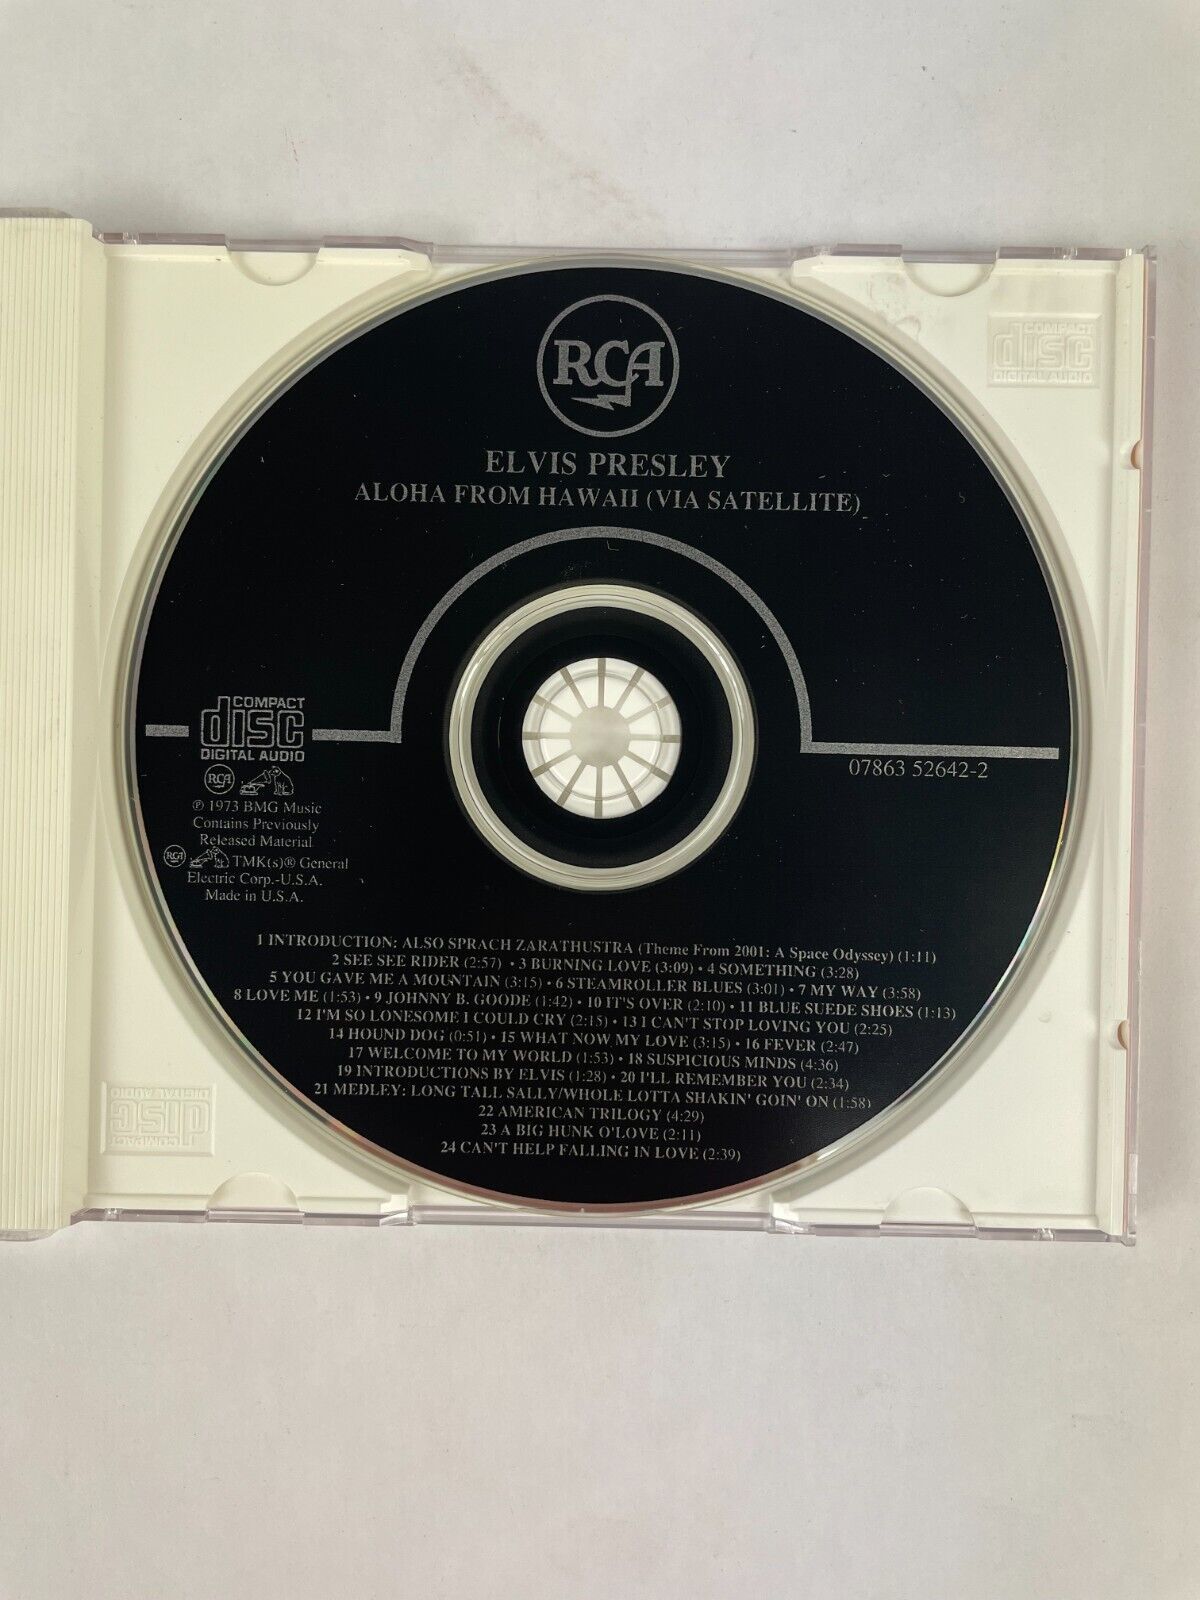 RCA
ELVIS PRESLEY
ALOHA FROM HAWAII (VIA SATELLITE)
COMPACT
disc
DIGITAL AUDIO
COMPACT
disc
DIGITAL AUDIO
07863 52642-2
RCA
℗ 1973 BMG Music
Contains Previously
Released Material
RCA TMK(s)® General
Electric Corp.-U.S.A.
Made in U.S.A.
1 INTRODUCTION: ALSO SPRACH ZARATHUSTRA (Theme From 2001: A Space Odyssey) (1:11)
2 SEE SEE RIDER (2:57) • 3 BURNING LOVE (3:09) • 4 SOMETHING (3:28)
5 YOU GAVE ME A MOUNTAIN (3:15) • 6 STEAMROLLER BLUES (3:01) • 7 MY WAY (3:58)
8 LOVE ME (1:53) • 9 JOHNNY B. GOODE (1:42) • 10 IT'S OVER (2:10) • 11 BLUE SUEDE SHOES (1:13)
12 I'M SO LONESOME I COULD CRY (2:15) • 13 I CAN'T STOP LOVING YOU (2:25)
14 HOUND DOG (0:51) • 15 WHAT NOW MY LOVE (3:15) • 16 FEVER (2:47)
17 WELCOME TO MY WORLD (1:53) • 18 SUSPICIOUS MINDS (4:36)
19 INTRODUCTIONS BY ELVIS (1:28) • 20 I'LL REMEMBER YOU (2:34)
21 MEDLEY: LONG TALL SALLY/WHOLE LOTTA SHAKIN' GOIN' ON (1:58)
22 AMERICAN TRILOGY (4:29)
23 A BIG HUNK O'LOVE (2:11)
24 CAN'T HELP FALLING IN LOVE (2:39)
COMPACT
disc
DIGITAL AUDIO